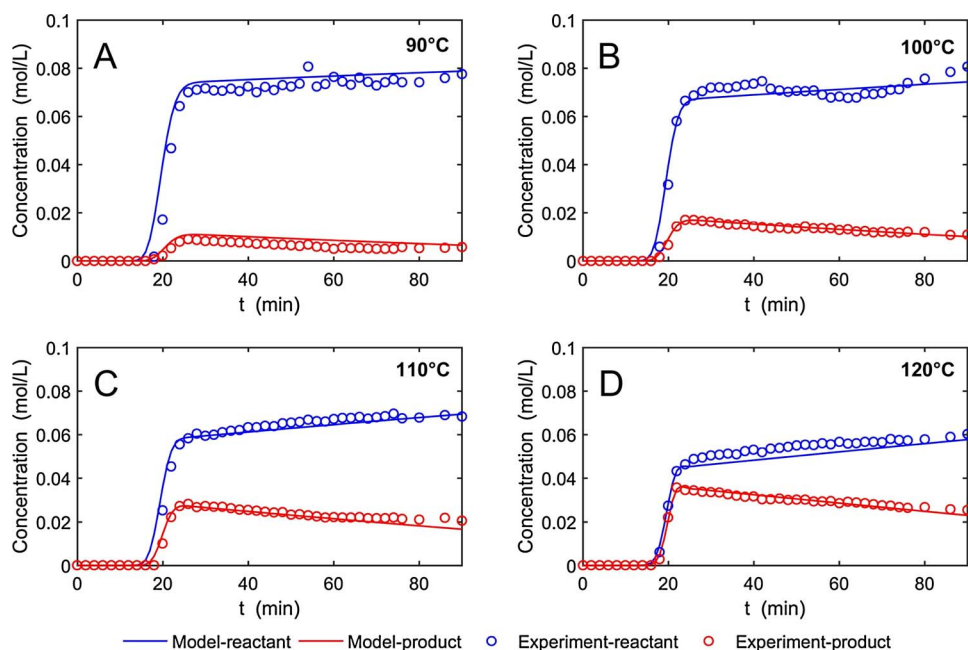 A
90°C
Concentration (mol/L)
0.1
0.08
0.06
0.04
0.02
0
0 20 40 60 80
t (min)
B
100°C
Concentration (mol/L)
0.1
0.08
0.06
0.04
0.02
0
0 20 40 60 80
t (min)
C
110°C
Concentration (mol/L)
0.1
0.08
0.06
0.04
0.02
0
0 20 40 60 80
t (min)
D
120°C
Concentration (mol/L)
0.1
0.08
0.06
0.04
0.02
0
0 20 40 60 80
t (min)
Model-reactant Model-product Experiment-reactant Experiment-product